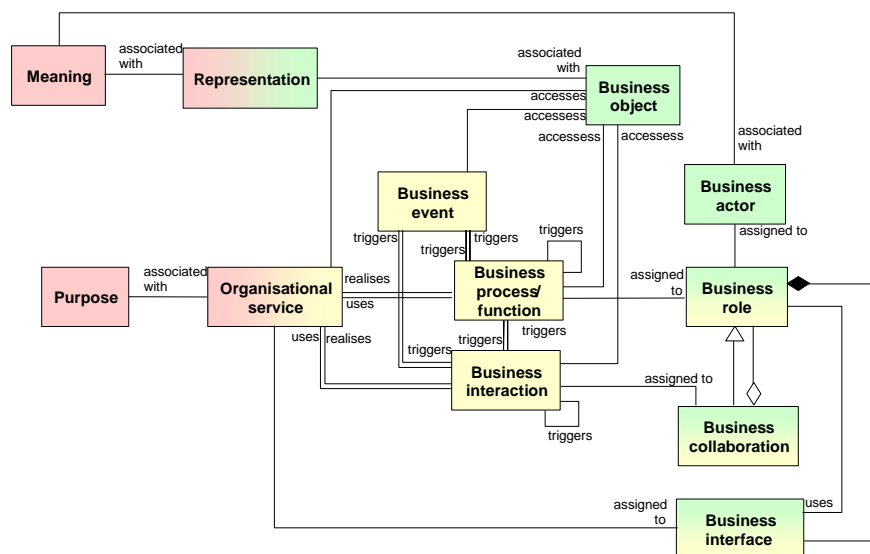 associated
with
Meaning
Representation
associated
with
Business
object
accesses
accessess
accessess
accessess
associated
with
Business
actor
Business
event
triggers
triggers
triggers
triggers
assigned to
Purpose
associated
with
Organisational
service
realises
uses
Business
process/
function
assigned
to
Business
role
uses
realises
triggers
triggers
triggers
Business
interaction
assigned to
triggers
Business
collaboration
assigned
to
Business
interface
uses